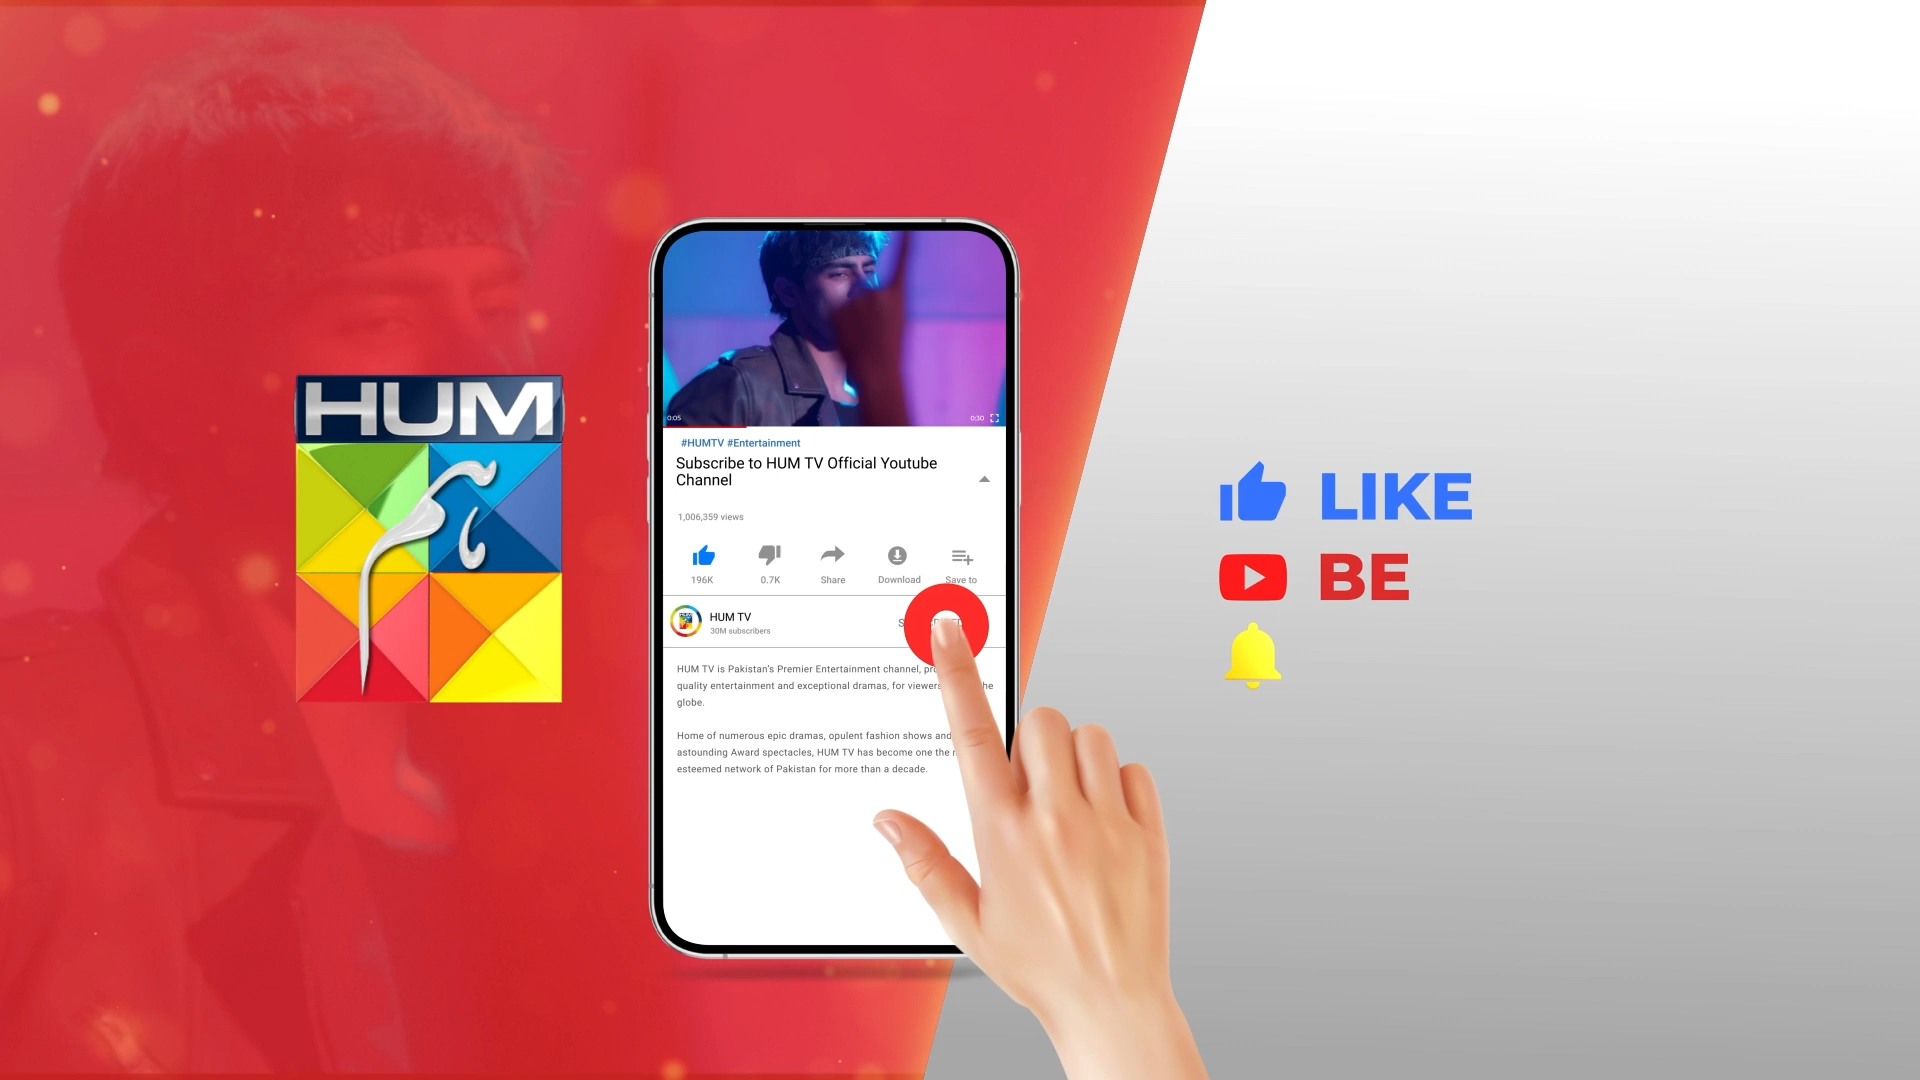 HUM
ہم
0:05
0:30
#HUMTV #Entertainment
Subscribe to HUM TV Official Youtube
Channel
1,006,359 views
196K
0.7K
Share
Download
Save to
HUM TV
30M subscribers
HUM TV is Pakistan's Premier Entertainment channel,
quality entertainment and exceptional dramas, for viewers
globe.
Home of numerous epic dramas, opulent fashion shows and
astounding Award spectacles, HUM TV has become one the
esteemed network of Pakistan for more than a decade.
LIKE
BE